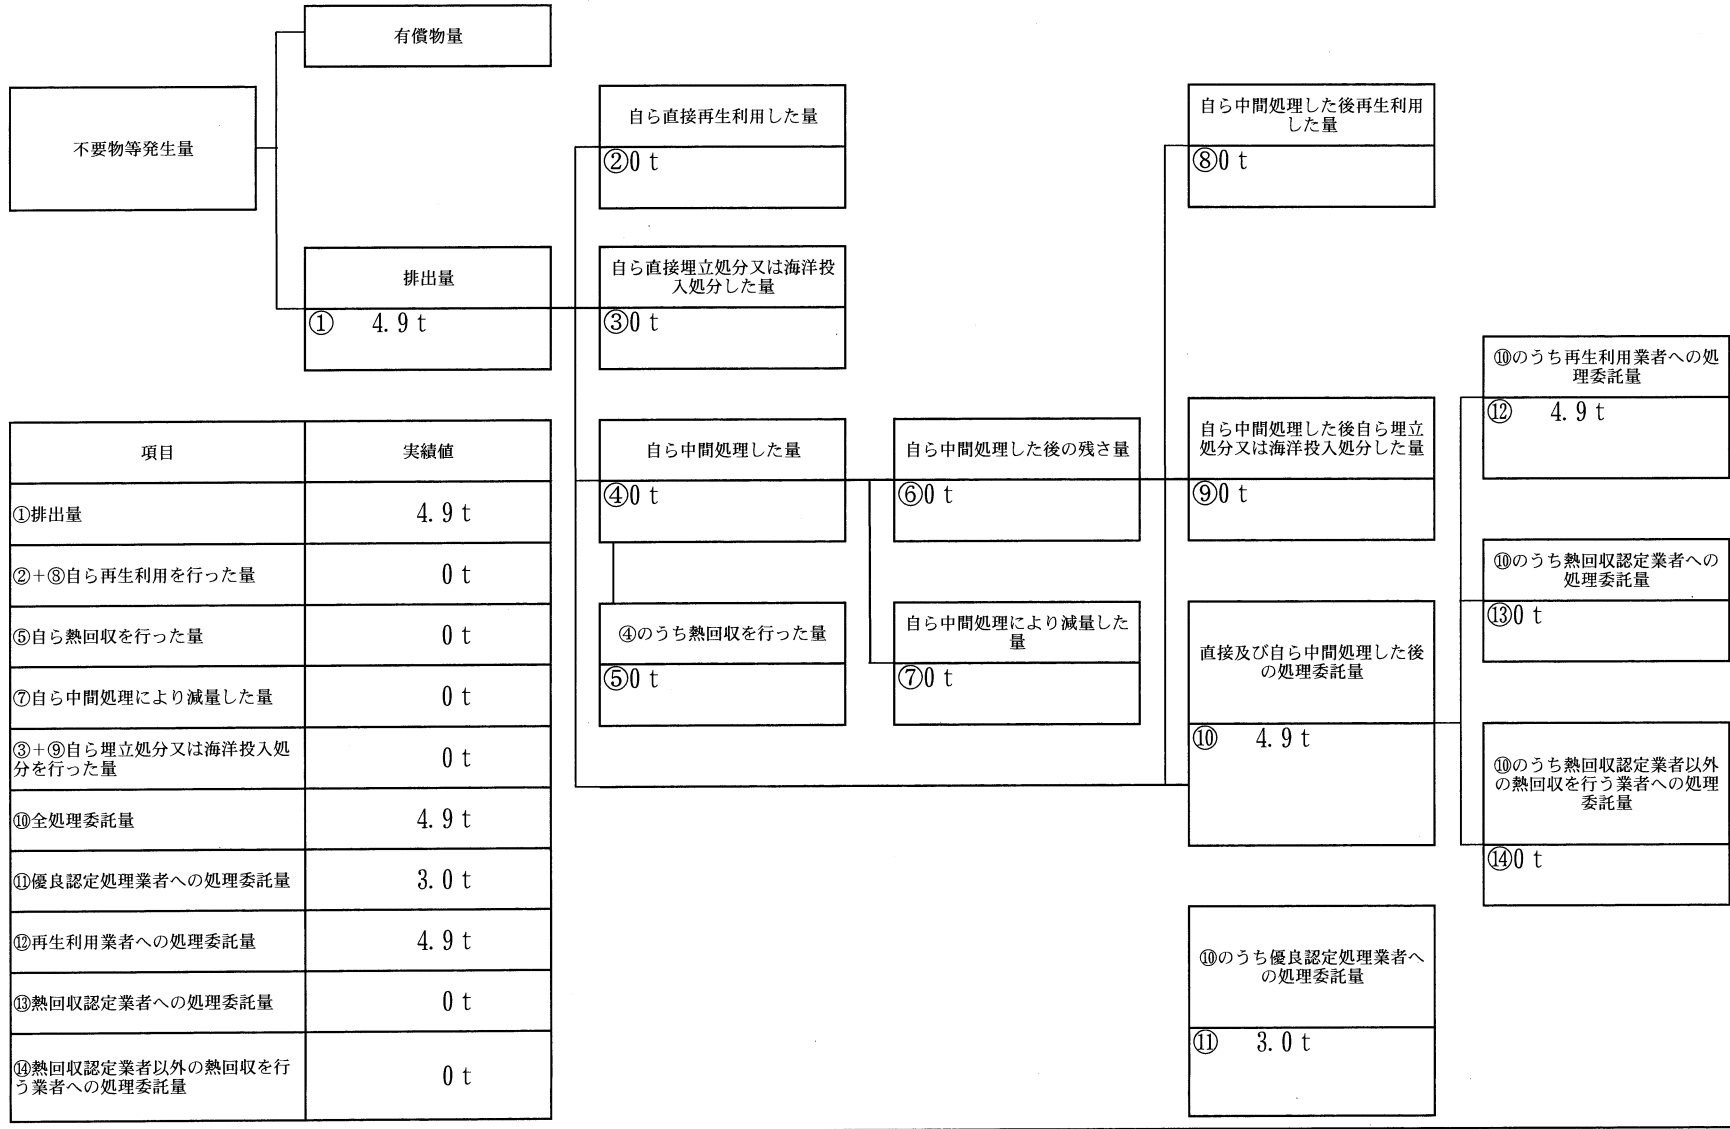 有償物量
不要物等発生量
排出量
① 4.9 t
自ら直接再生利用した量
②0 t
自ら直接埋立処分又は海洋投
入処分した量
③0 t
自ら中間処理した量
④0 t
④のうち熱回収を行った量
⑤0 t
自ら中間処理した後の残さ量
⑥0 t
自ら中間処理により減量した
量
⑦0 t
自ら中間処理した後再生利用
した量
⑧0 t
自ら中間処理した後自ら埋立
処分又は海洋投入処分した量
⑨0 t
直接及び自ら中間処理した後
の処理委託量
⑩ 4.9 t
⑩のうち優良認定処理業者へ
の処理委託量
⑪ 3.0 t
⑩のうち再生利用業者への処
理委託量
⑫ 4.9 t
⑩のうち熱回収認定業者への
処理委託量
⑬0 t
⑩のうち熱回収認定業者以外
の熱回収を行う業者への処理
委託量
⑭0 t
項目 実績値
①排出量 4.9 t
②+⑧自ら再生利用を行った量 0 t
⑤自ら熱回収を行った量 0 t
⑦自ら中間処理により減量した量 0 t
③+⑨自ら埋立処分又は海洋投入処
分を行った量 0 t
⑩全処理委託量 4.9 t
⑪優良認定処理業者への処理委託量 3.0 t
⑫再生利用業者への処理委託量 4.9 t
⑬熱回収認定業者への処理委託量 0 t
⑭熱回収認定業者以外の熱回収を行
う業者への処理委託量 0 t